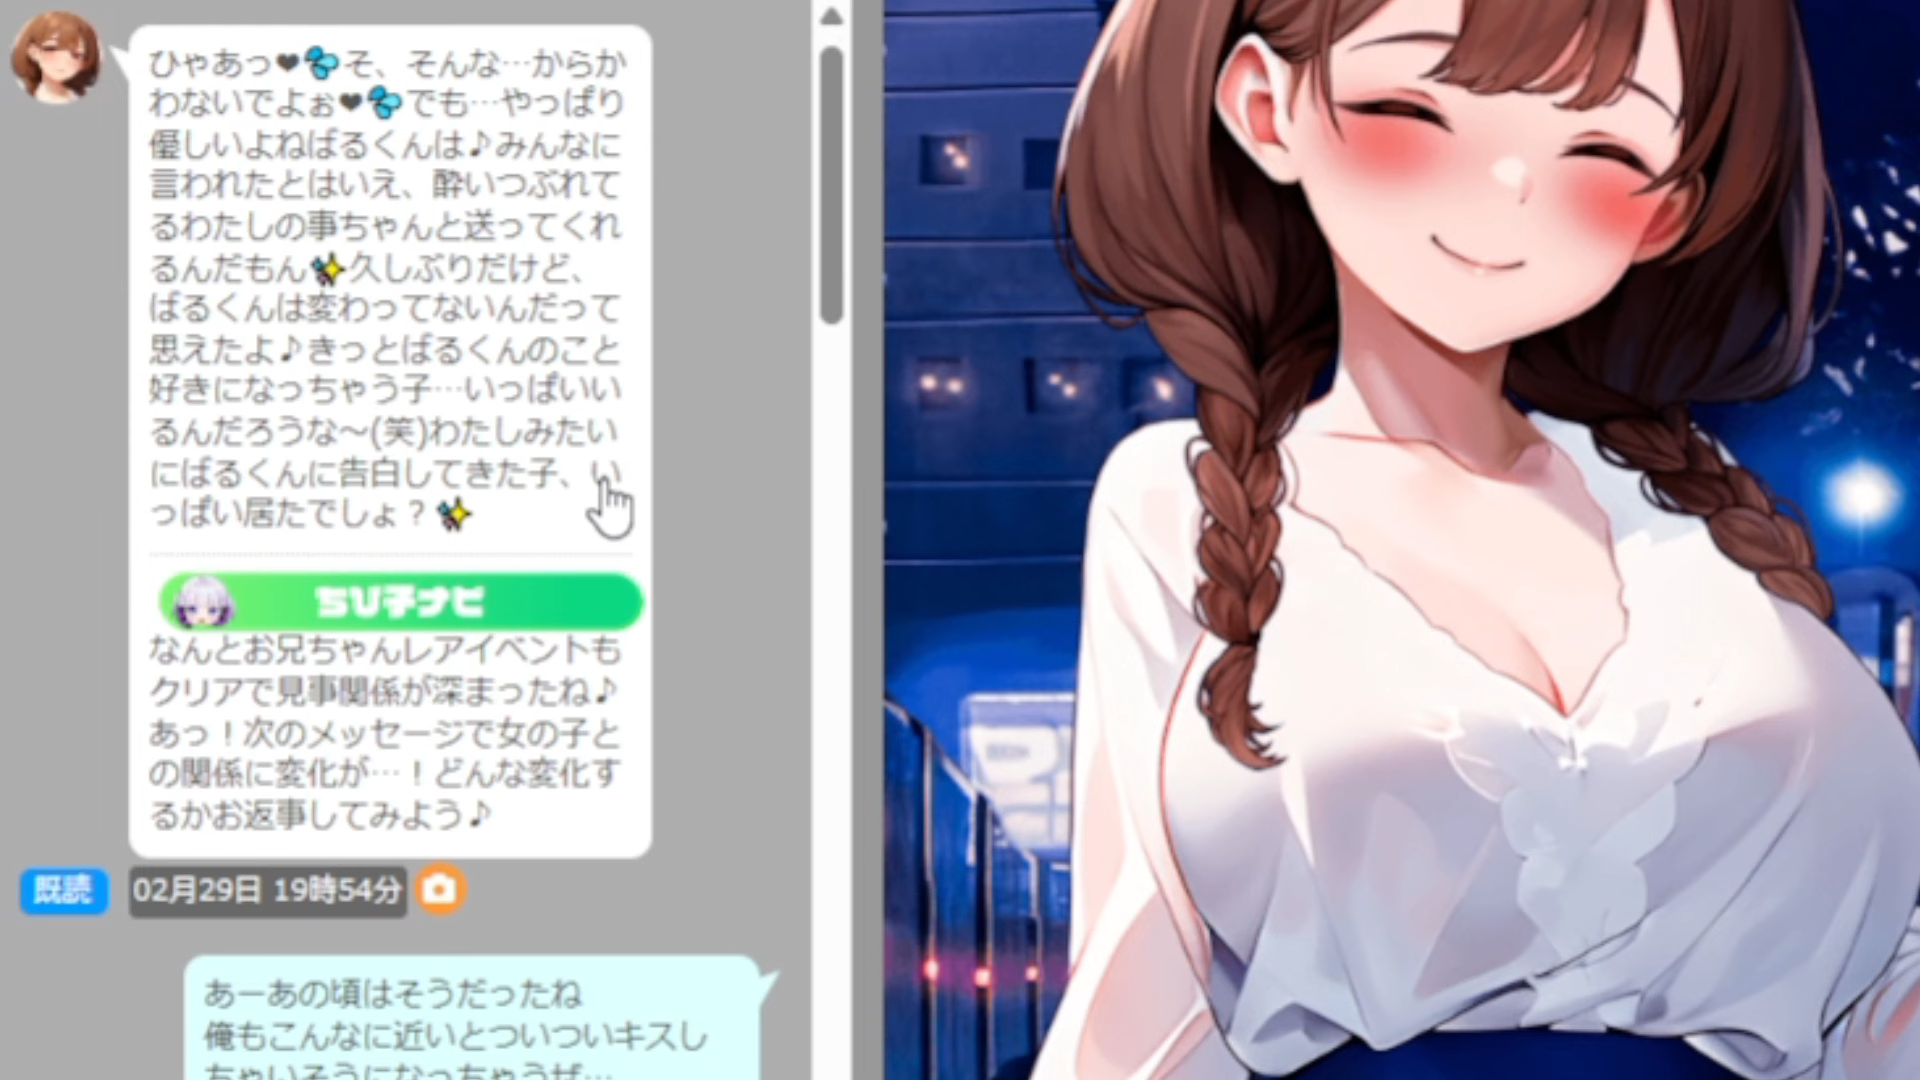 ひゃあっ❤💦そ、そんな…からか
わないでよぉ❤💦でも…やっぱり
優しいよねばるくんは♪みんなに
言われたとはいえ、酔いつぶれて
るわたしの事ちゃんと送ってくれ
るんだもん✨久しぶりだけど、
ばるくんは変わってないんだって
思えたよ♪きっとばるくんのこと
好きになっちゃう子…いっぱいい
るんだろうな～(笑)わたしみたい
にばるくんに告白してきた子、い
っぱい居たでしょ？✨
ちび子ナビ
なんとお兄ちゃんレアイベントも
クリアで見事関係が深まったね♪
あっ！次のメッセージで女の子と
の関係に変化が…！どんな変化す
るかお返事してみよう♪
既読
02月29日 19時54分
あーあの頃はそうだったね
俺もこんなに近いとついついキスし
ちゃいそうになっちゃうぜ…